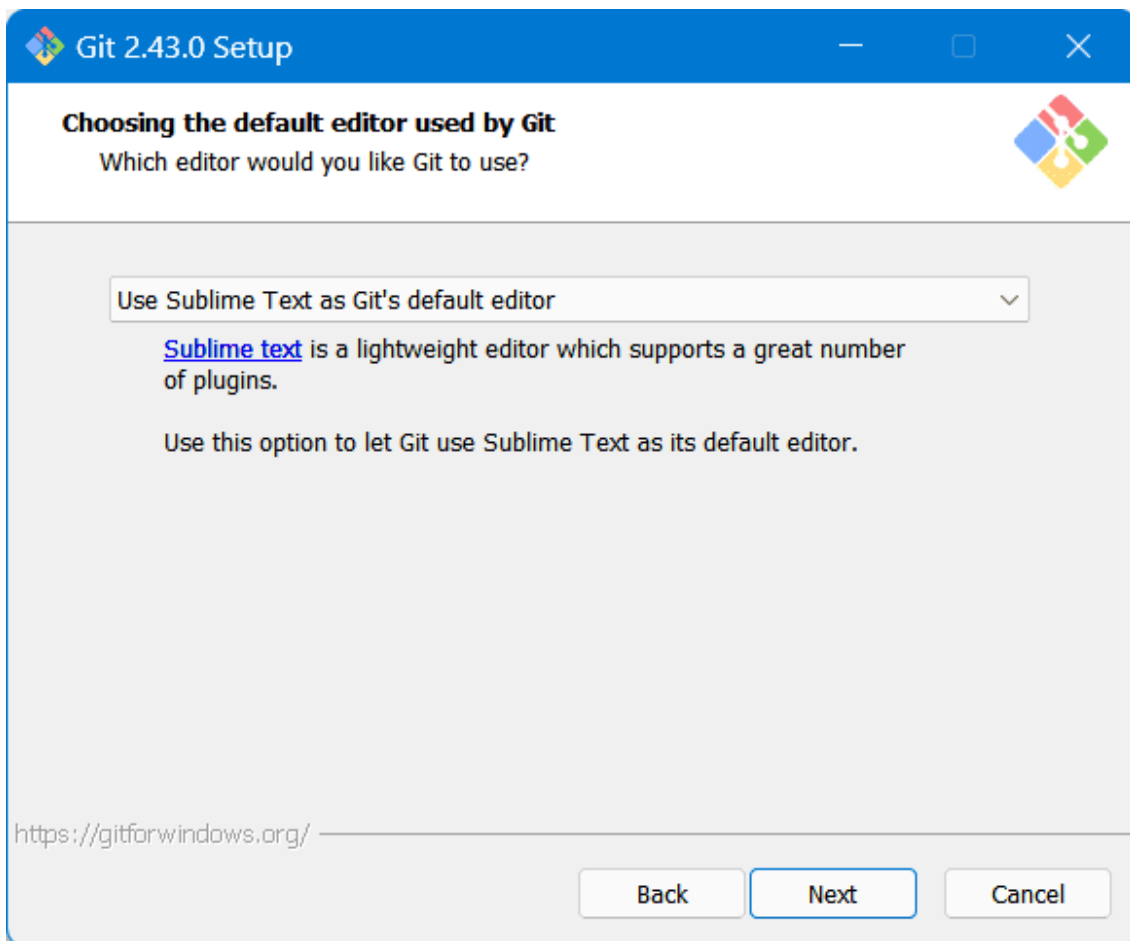 Git 2.43.0 Setup
Choosing the default editor used by Git
Which editor would you like Git to use?
Use Sublime Text as Git's default editor
Sublime text is a lightweight editor which supports a great number
of plugins.
Use this option to let Git use Sublime Text as its default editor.
https://gitforwindows.org/
Back Next Cancel